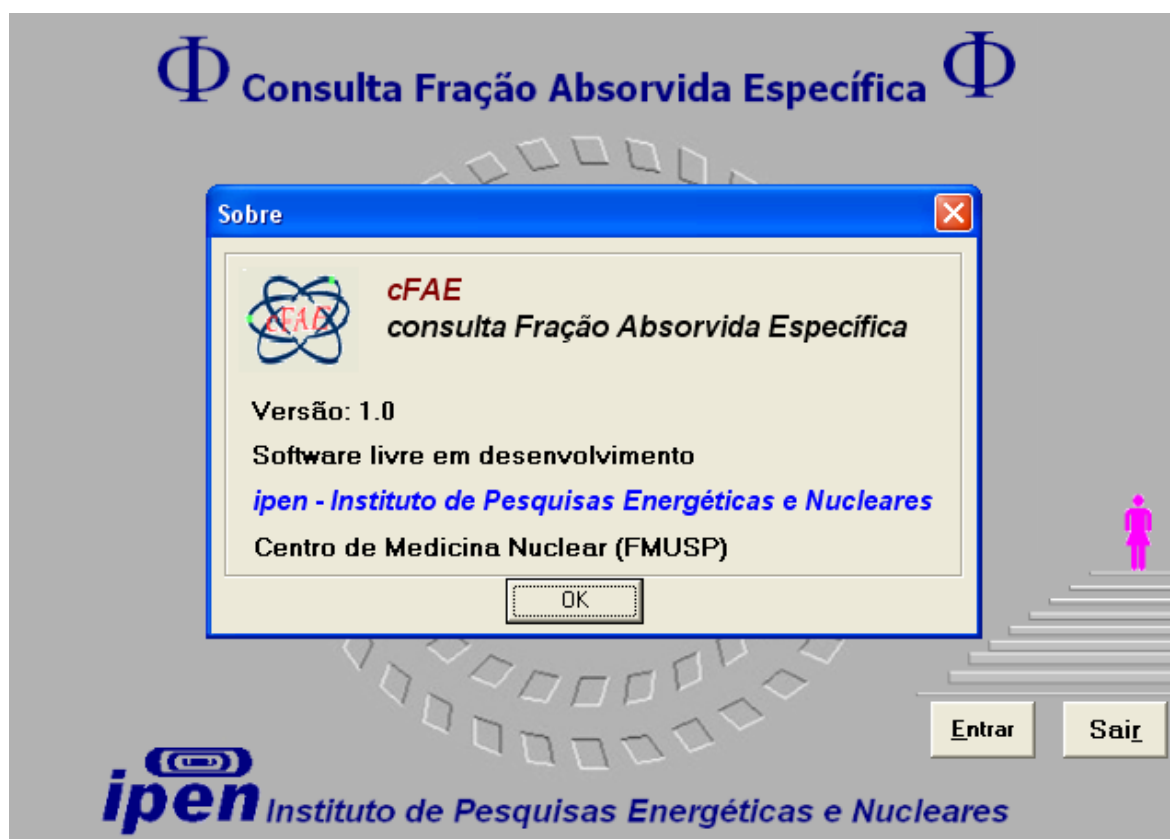 Φ Consulta Fração Absorvida Específica Φ
Sobre
cFAE
cFAE
consulta Fração Absorvida Específica
Versão: 1.0
Software livre em desenvolvimento
ipen - Instituto de Pesquisas Energéticas e Nucleares
Centro de Medicina Nuclear (FMUSP)
OK
Entrar
Sair
ipen Instituto de Pesquisas Energéticas e Nucleares